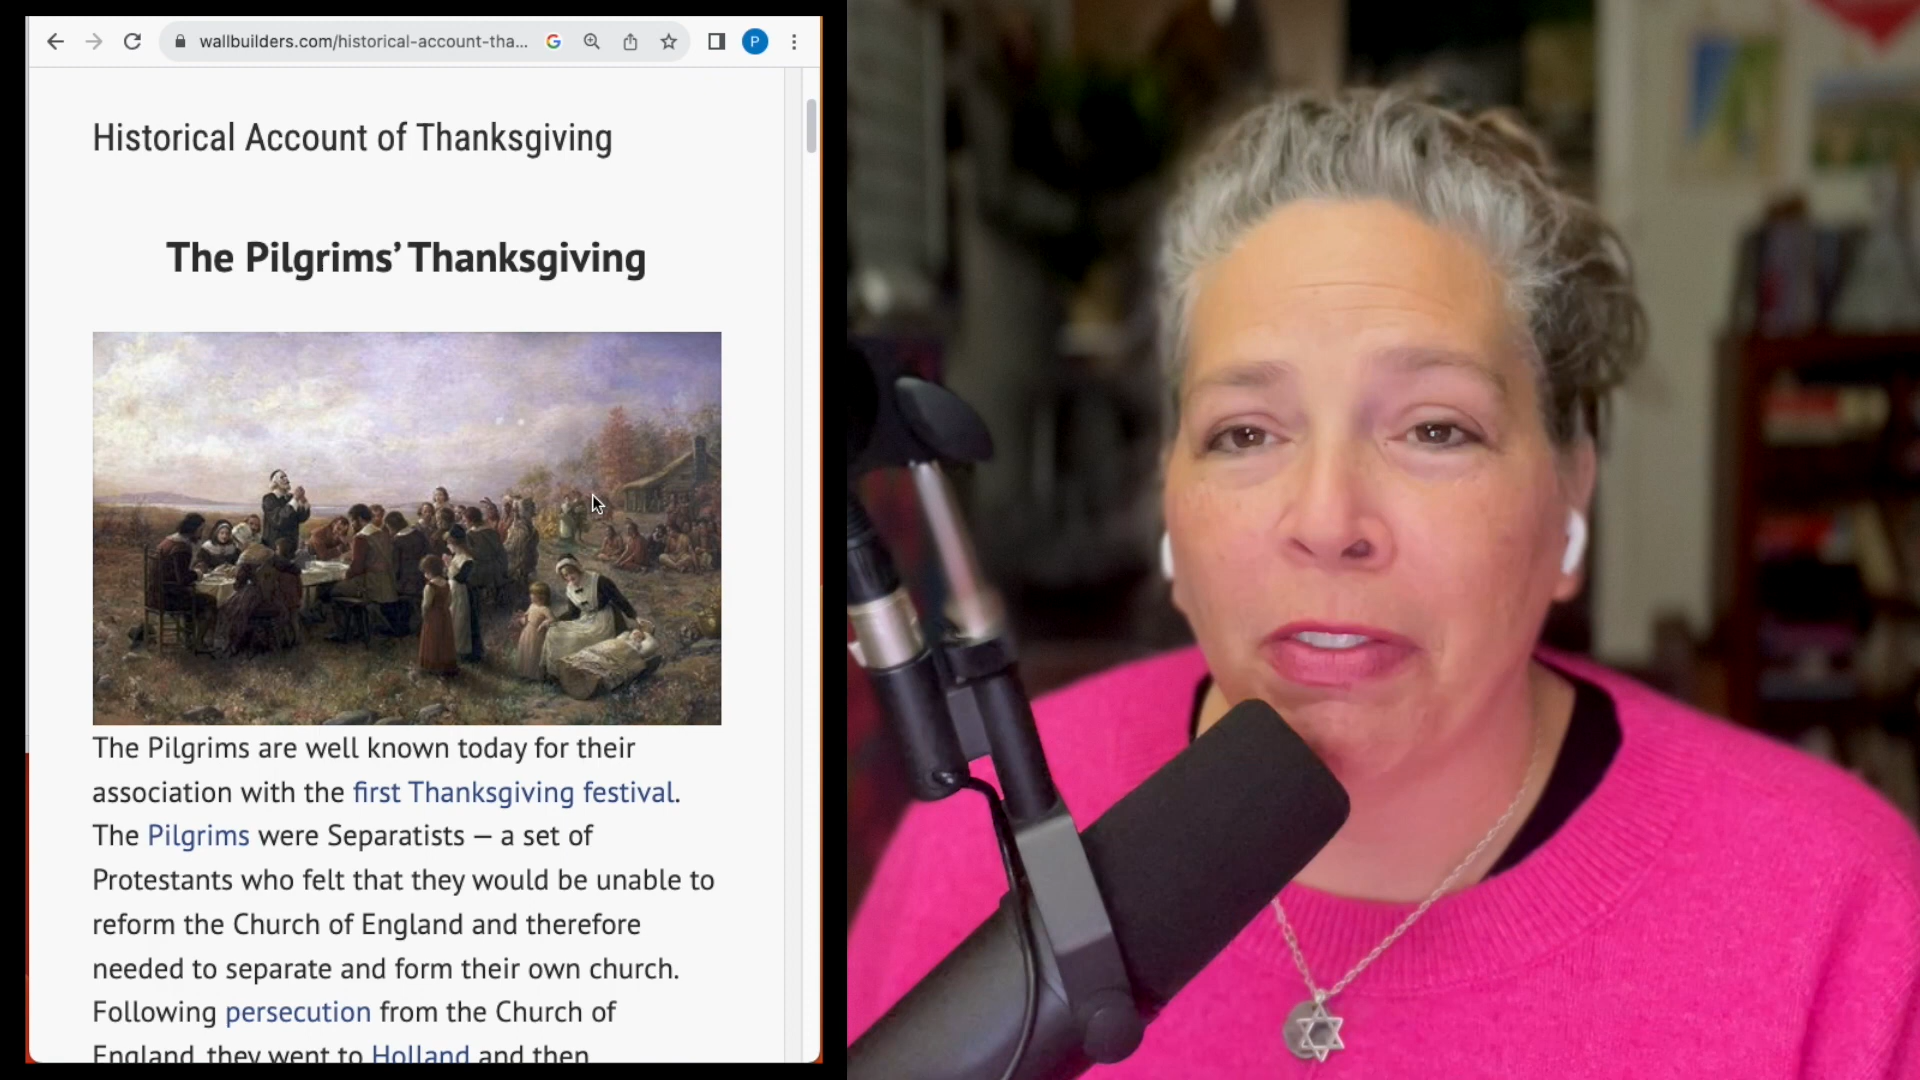 wallbuilders.com/historical-account-tha...
P
Historical Account of Thanksgiving
The Pilgrims’ Thanksgiving
The Pilgrims are well known today for their
association with the first Thanksgiving festival.
The Pilgrims were Separatists – a set of
Protestants who felt that they would be unable to
reform the Church of England and therefore
needed to separate and form their own church.
Following persecution from the Church of
England, they went to Holland and then